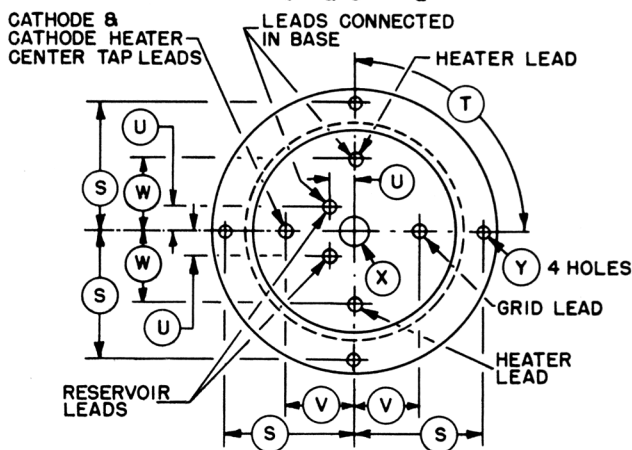 CATHODE &
CATHODE HEATER
CENTER TAP LEADS
LEADS CONNECTED
IN BASE
HEATER LEAD
T
U
U
S
W
W
S
U
X
Y 4 HOLES
GRID LEAD
HEATER
LEAD
RESERVOIR
LEADS
V
V
S
S